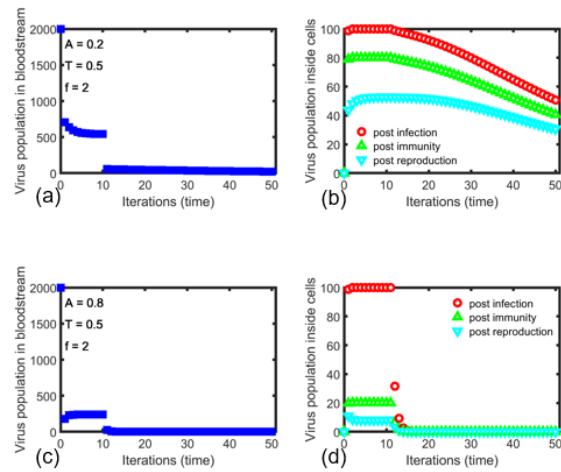 Virus population in bloodstream
2000
1500
1000
500
0
A = 0.2
T = 0.5
f = 2
0 10 20 30 40 50
Iterations (time)
(a)
Virus population inside cells
100
80
60
40
20
0
post infection
post immunity
post reproduction
0 10 20 30 40 50
Iterations (time)
(b)
Virus population in bloodstream
2000
1500
1000
500
0
A = 0.8
T = 0.5
f = 2
0 10 20 30 40 50
Iterations (time)
(c)
Virus population inside cells
100
80
60
40
20
0
post infection
post immunity
post reproduction
0 10 20 30 40 50
Iterations (time)
(d)